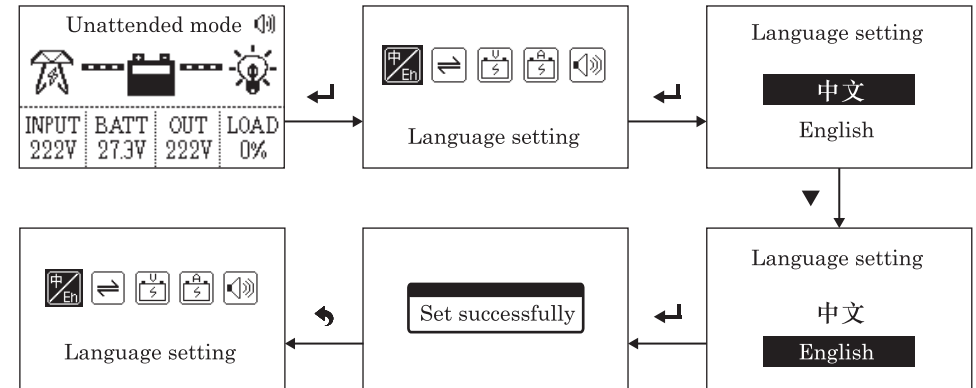 Unattended mode
INPUT BATT OUT LOAD
222V 27.3V 222V 0%
中/En U A
Language setting
Language setting
中文
English
Language setting
中文
English
Set successfully
中/En U A
Language setting